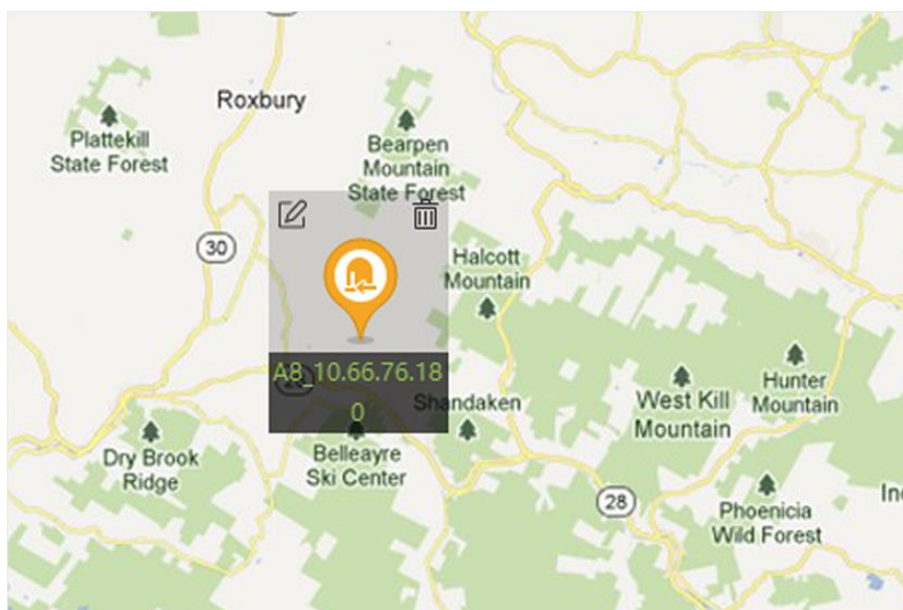 Roxbury
Plattekill
State Forest
Bearpen
Mountain
State Forest
30
Halcott
Mountain
A8_10.66.76.18
0
Shandaken
West Kill
Mountain
Hunter
Mountain
Dry Brook
Ridge
Belleayre
Ski Center
28
Phoenicia
Wild Forest